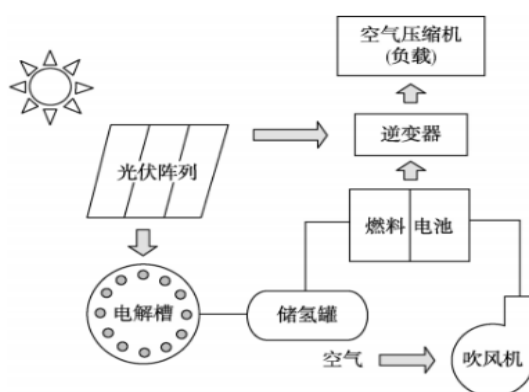 空气压缩机
(负载)
逆变器
光伏阵列
燃料 电池
电解槽
储氢罐
空气
吹风机